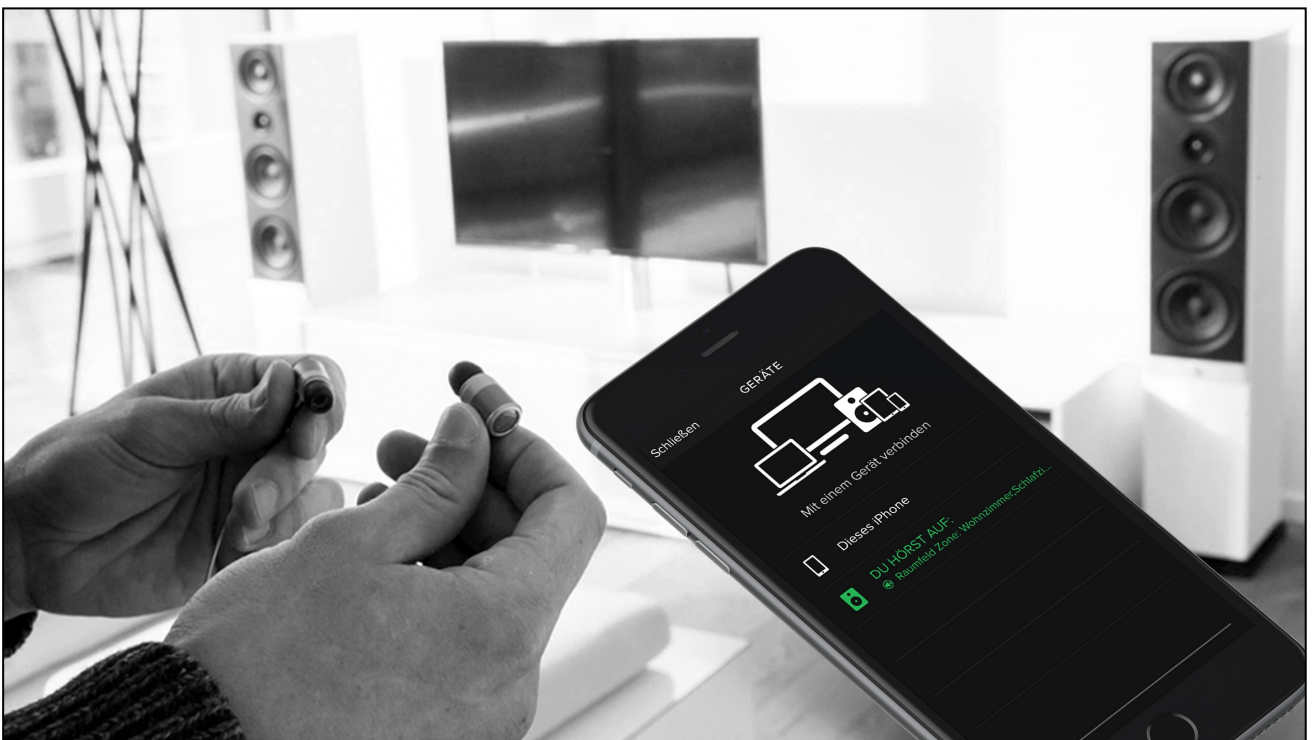 GERÄTE
Schließen
Mit einem Gerät verbinden
Dieses iPhone
DU HÖRST AUF:
Raumfeld Zone: Wohnzimmer,Schlafzi...